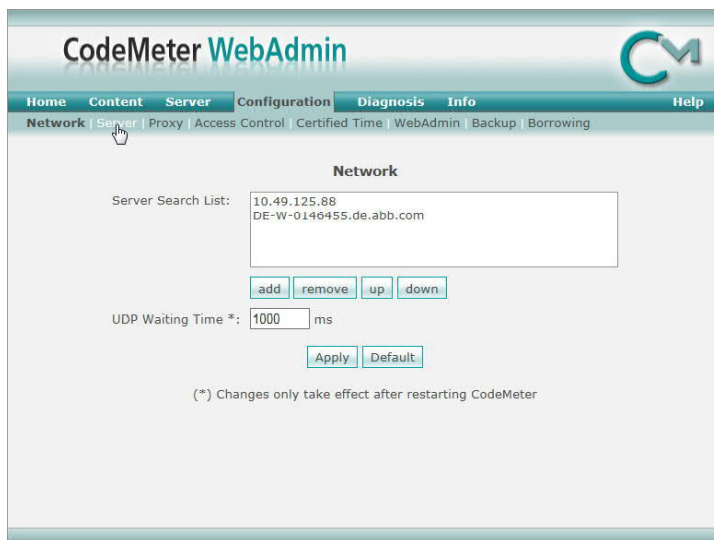 CodeMeter WebAdmin
Home Content Server Configuration Diagnosis Info Help
Network | Server | Proxy | Access Control | Certified Time | WebAdmin | Backup | Borrowing
Network
Server Search List:
10.49.125.88
DE-W-0146455.de.abb.com
add remove up down
UDP Waiting Time *: 1000 ms
Apply Default
(*) Changes only take effect after restarting CodeMeter